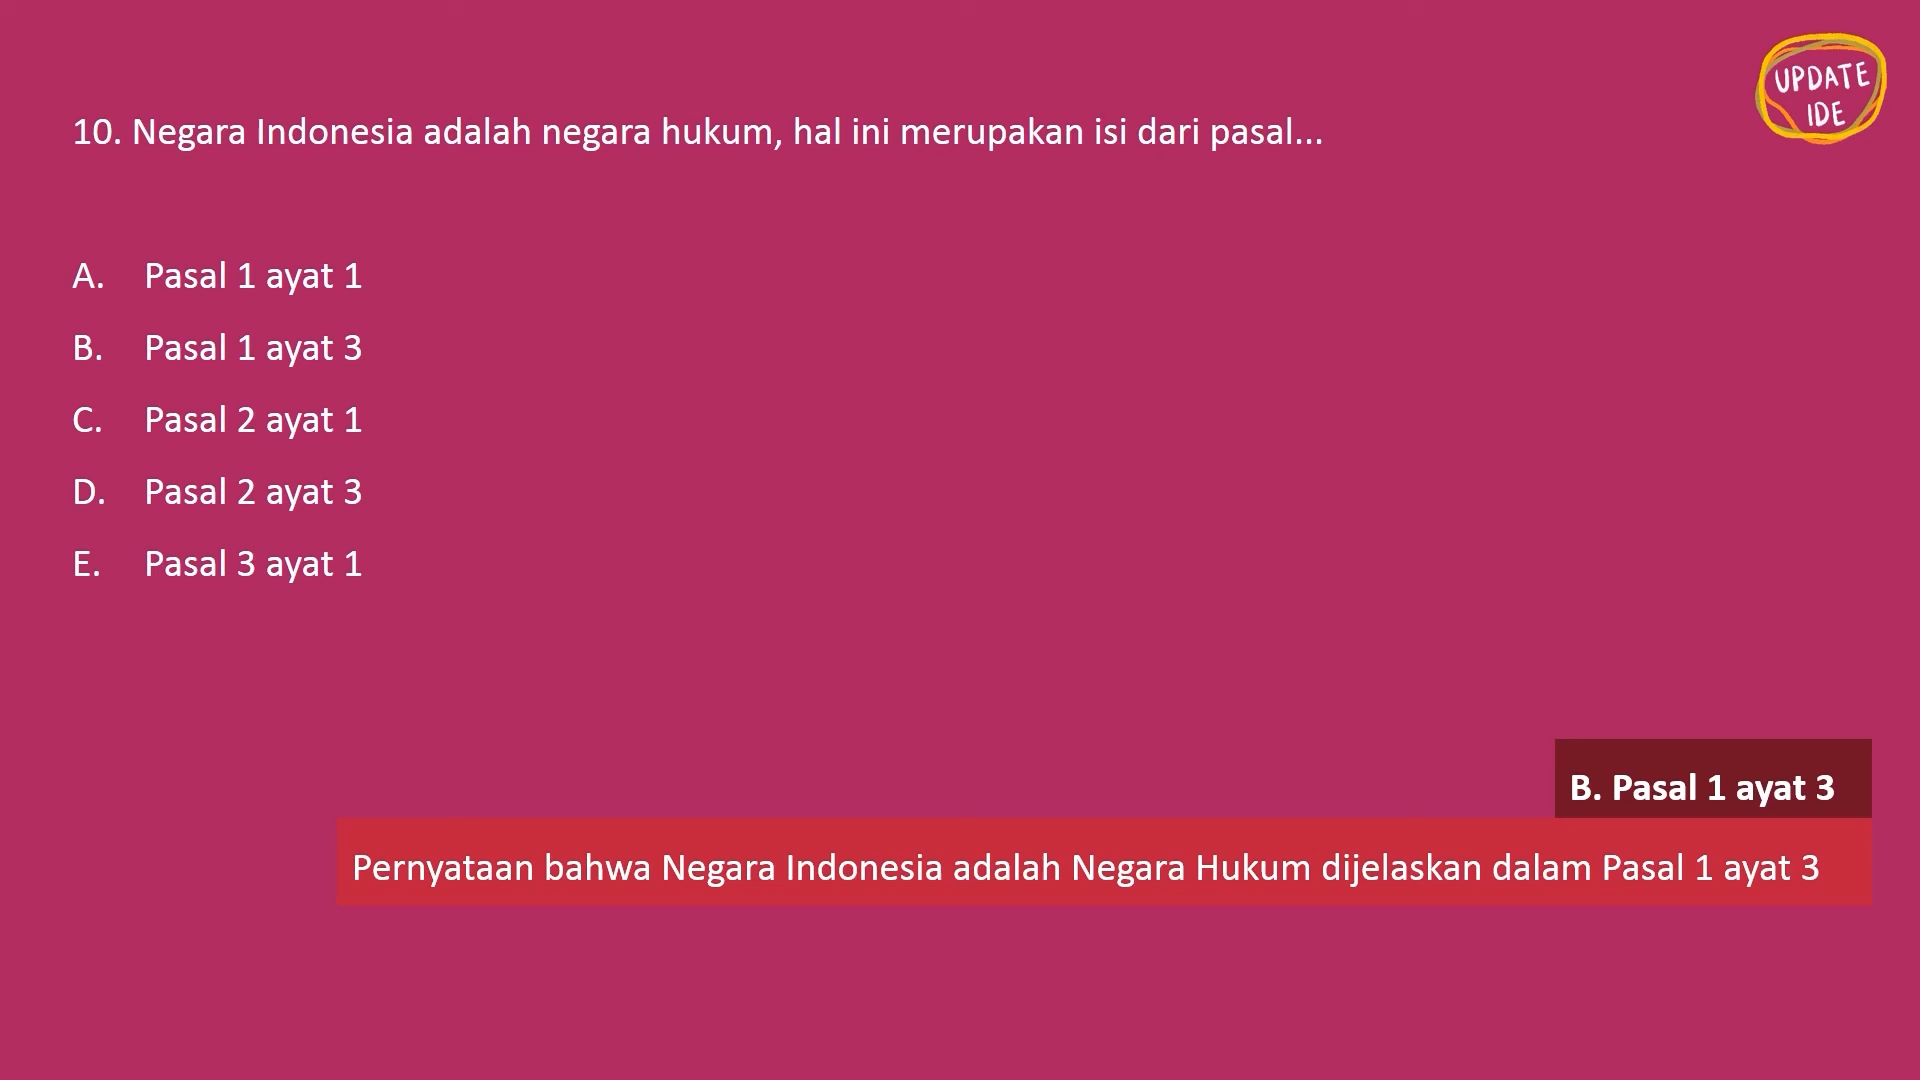 UPDATE
IDE
10. Negara Indonesia adalah negara hukum, hal ini merupakan isi dari pasal...
A. Pasal 1 ayat 1
B. Pasal 1 ayat 3
C. Pasal 2 ayat 1
D. Pasal 2 ayat 3
E. Pasal 3 ayat 1
B. Pasal 1 ayat 3
Pernyataan bahwa Negara Indonesia adalah Negara Hukum dijelaskan dalam Pasal 1 ayat 3